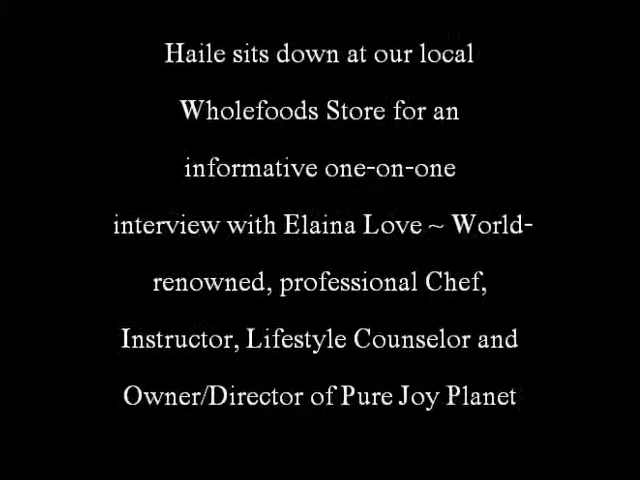 Haile sits down at our local
Wholefoods Store for an
informative one-on-one
interview with Elaina Love ~ World-
renowned, professional Chef,
Instructor, Lifestyle Counselor and
Owner/Director of Pure Joy Planet